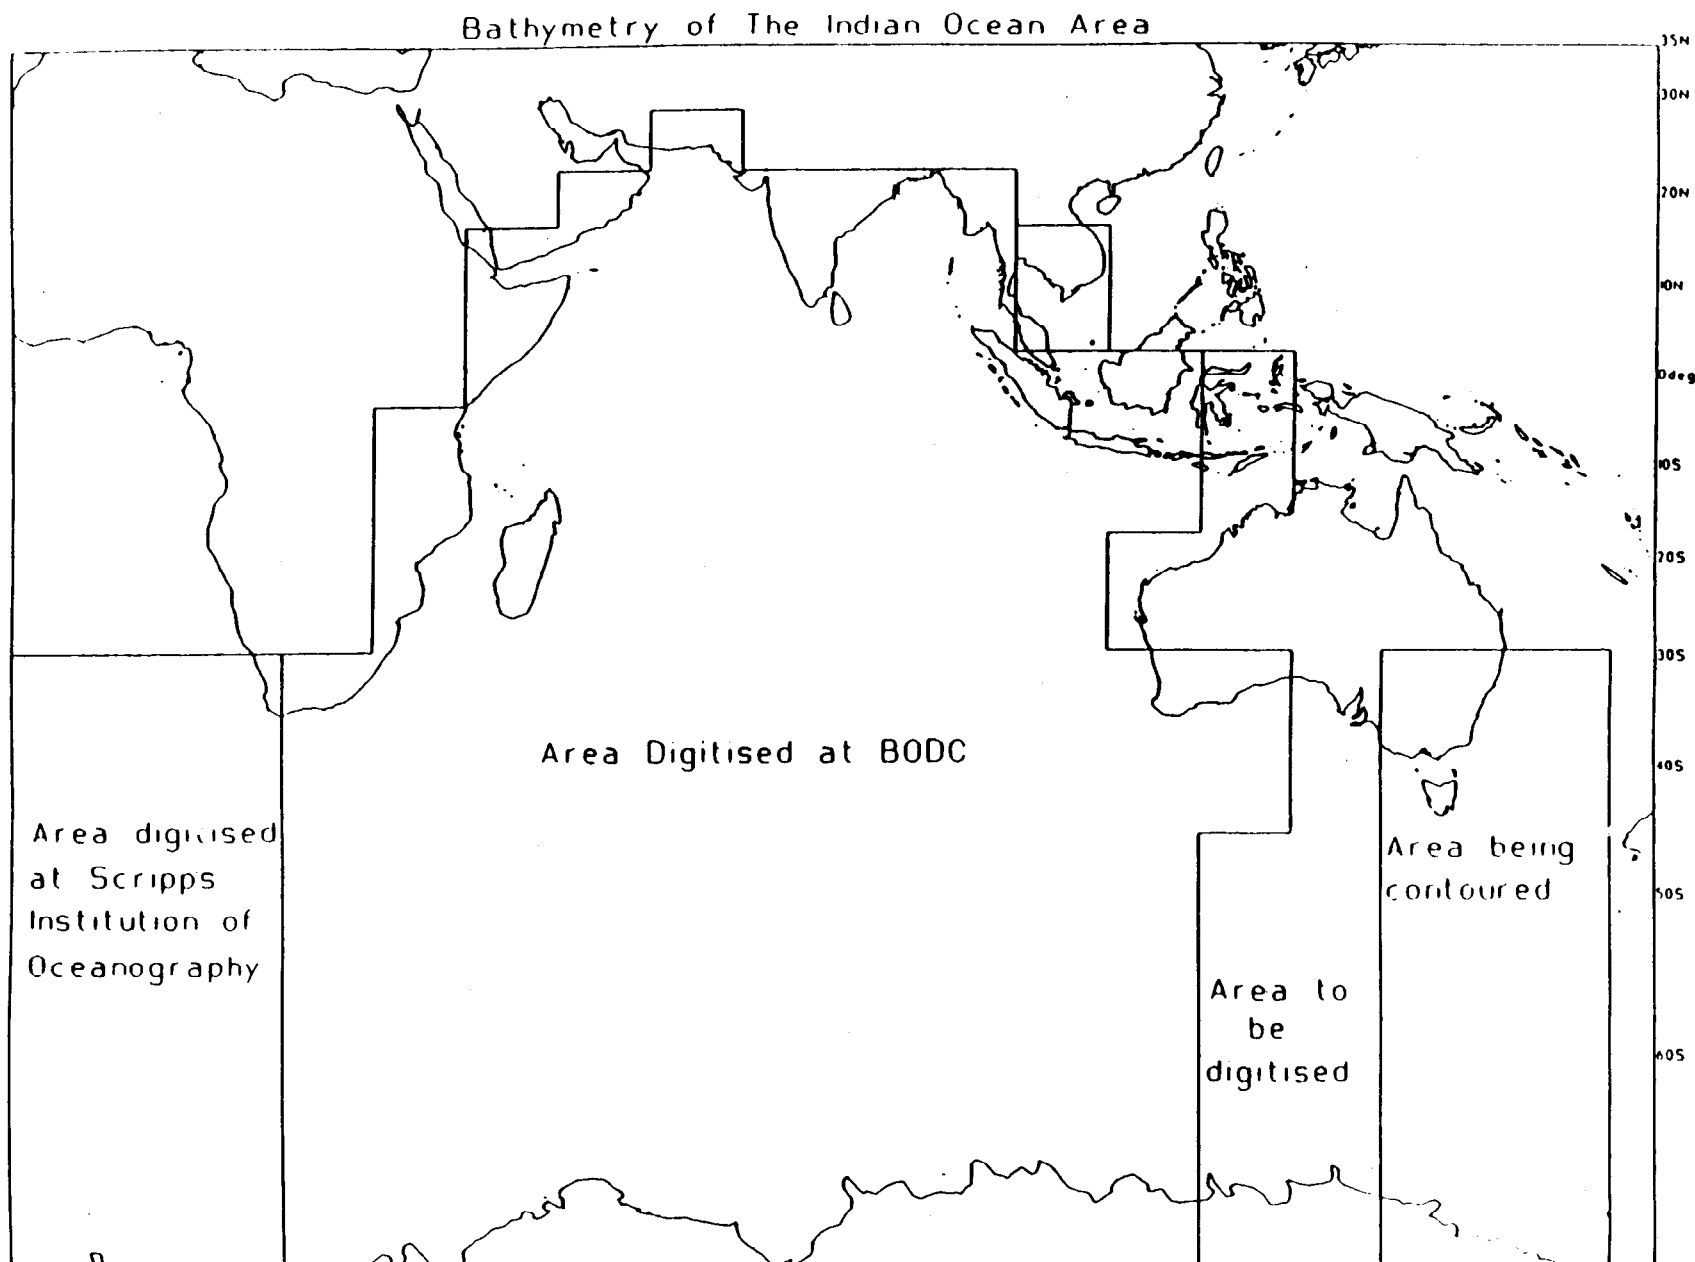 Bathymetry of The Indian Ocean Area
35N
30N
20N
10N
0deg
10S
20S
30S
40S
50S
60S
Area Digitised at BODC
Area digitised
at Scripps
Institution of
Oceanography
Area being
contoured
Area to
be
digitised